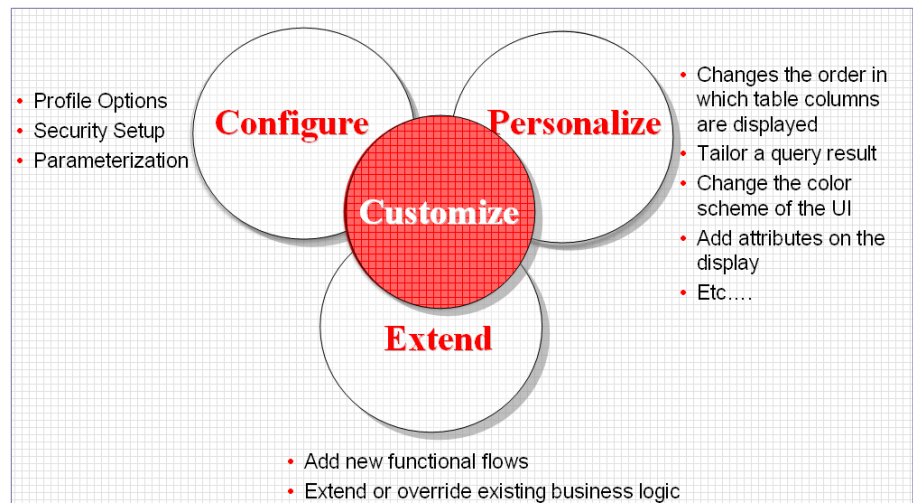 Configure
Personalize
Customize
Extend
• Profile Options
• Security Setup
• Parameterization
• Changes the order in
which table columns
are displayed
• Tailor a query result
• Change the color
scheme of the UI
• Add attributes on the
display
• Etc....
• Add new functional flows
• Extend or override existing business logic